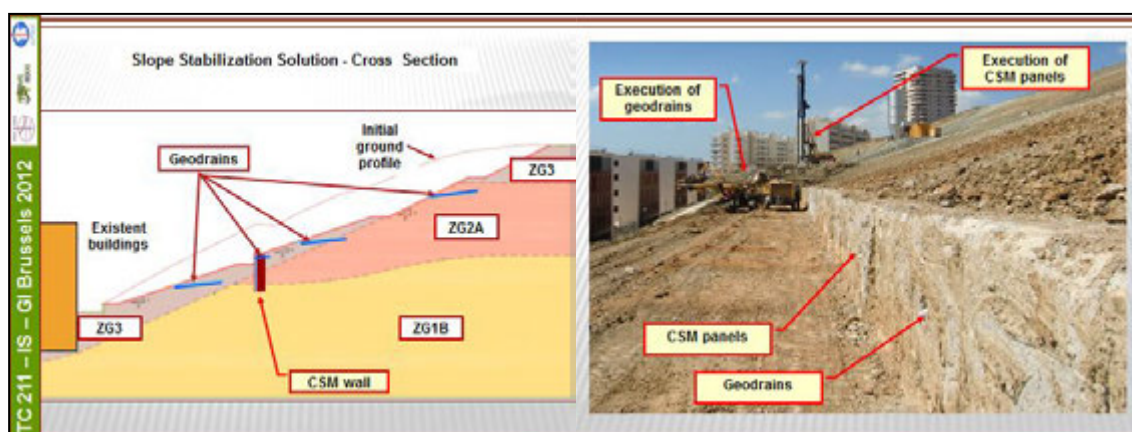 TC 211 – IS – GI Brussels 2012
Slope Stabilization Solution - Cross Section
Initial
ground
profile
Geodrains
ZG3
Existent
buildings
ZG2A
ZG3
ZG1B
CSM wall
Execution of
geodrains
Execution of
CSM panels
CSM panels
Geodrains